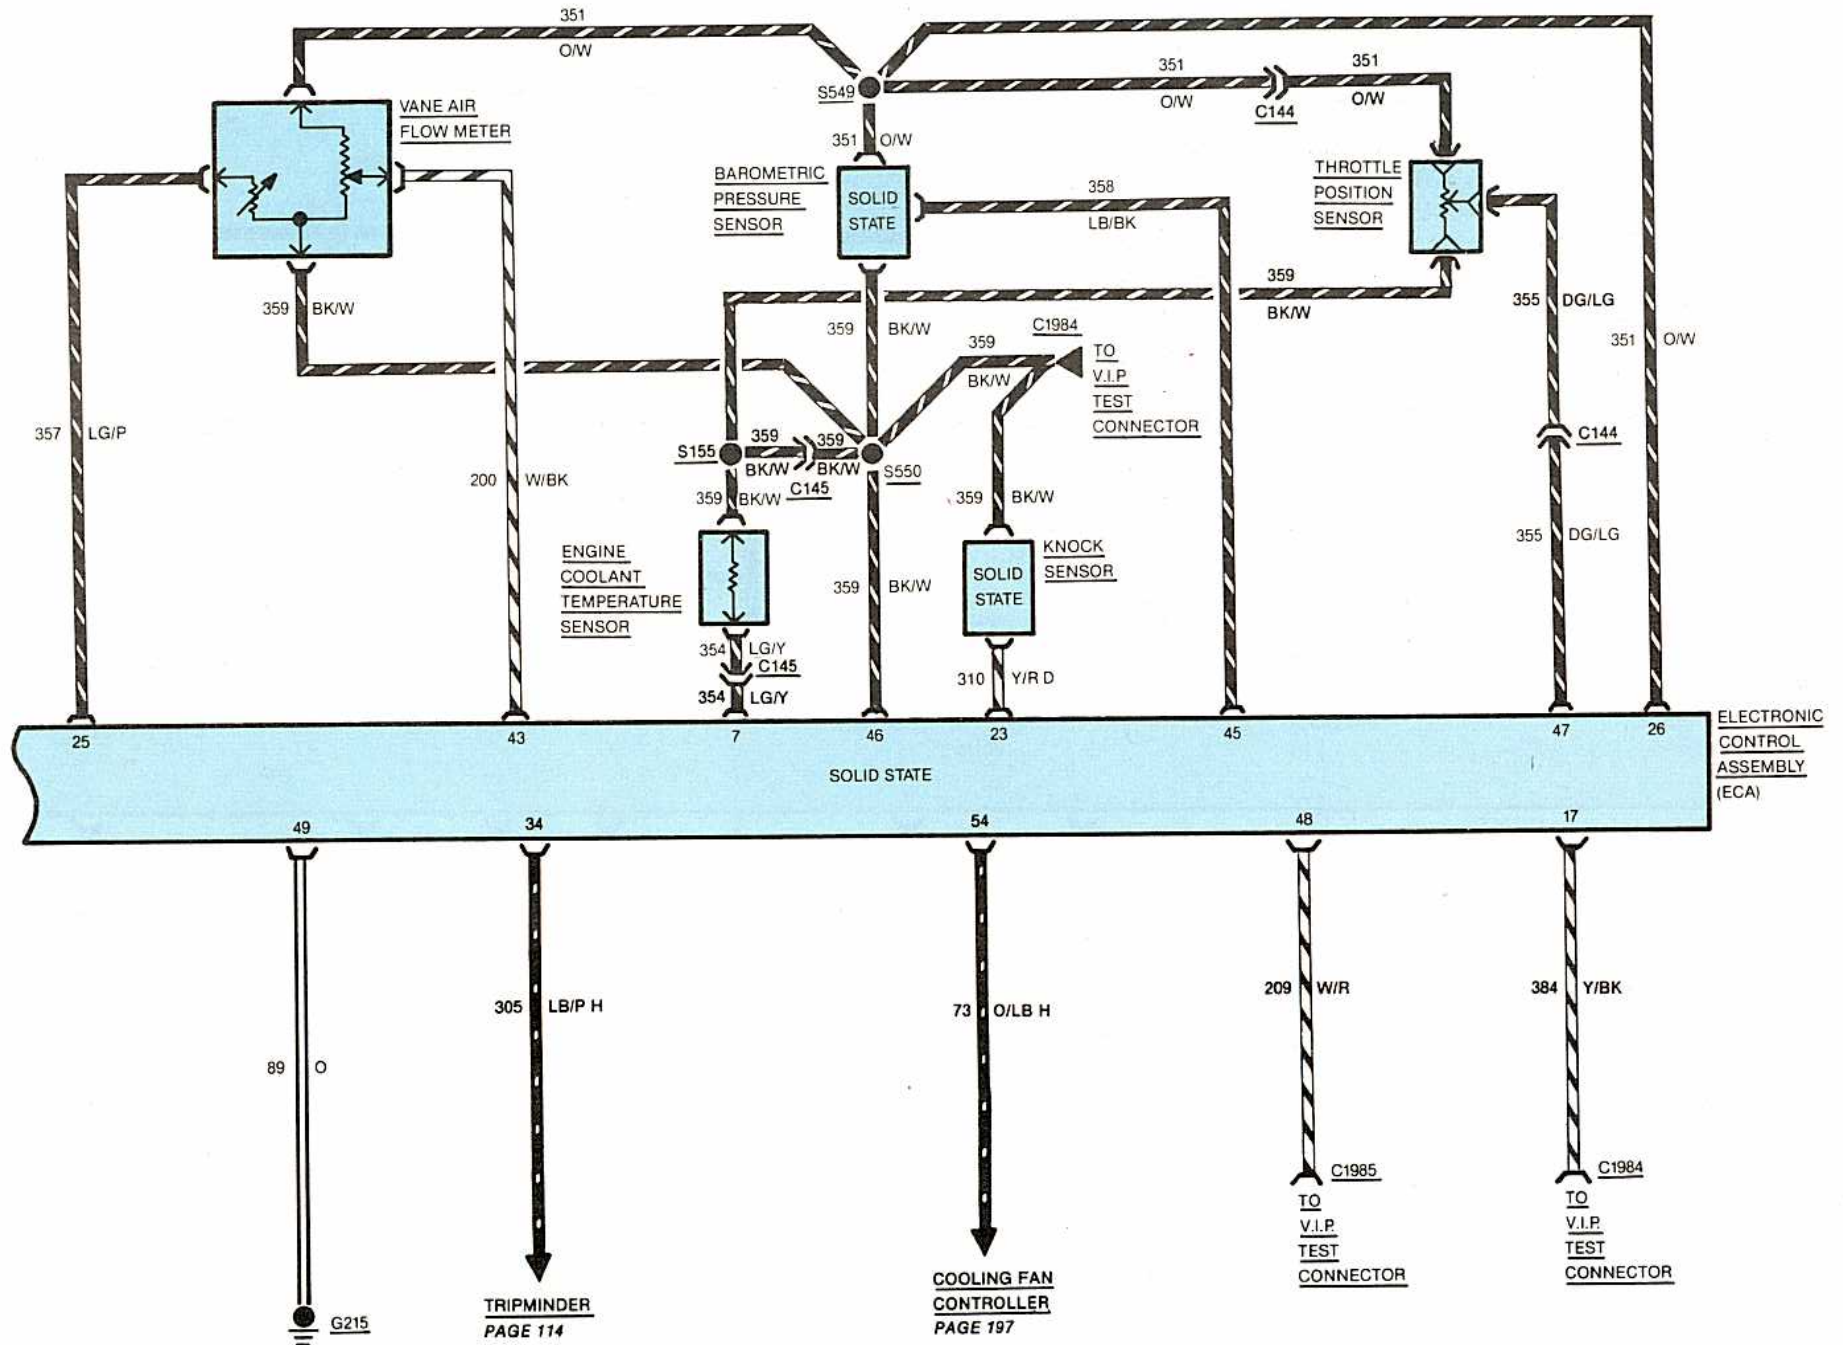 351
O/W
351
351
S549
O/W
O/W
C144
VANE AIR
FLOW METER
351
O/W
BAROMETRIC
PRESSURE
SENSOR
SOLID
STATE
358
LB/BK
THROTTLE
POSITION
SENSOR
359
BK/W
359
BK/W
355
DG/LG
359
BK/W
C1984
351
O/W
359
BK/W
TO
V.I.P
TEST
CONNECTOR
357
LG/P
S155
359
BK/W
359
BK/W
C145
S550
C144
200
W/BK
359
BK/W
359
BK/W
355
DG/LG
ENGINE
COOLANT
TEMPERATURE
SENSOR
359
BK/W
SOLID
STATE
KNOCK
SENSOR
354
LG/Y
C145
354
LG/Y
310
Y/R D
25
43
7
46
23
45
47
26
ELECTRONIC
CONTROL
ASSEMBLY
(ECA)
SOLID STATE
49
34
54
48
17
305
LB/P H
73
O/LB H
209
W/R
384
Y/BK
89
O
C1985
TO
V.I.P.
TEST
CONNECTOR
C1984
TO
V.I.P.
TEST
CONNECTOR
G215
TRIPMINDER
PAGE 114
COOLING FAN
CONTROLLER
PAGE 197